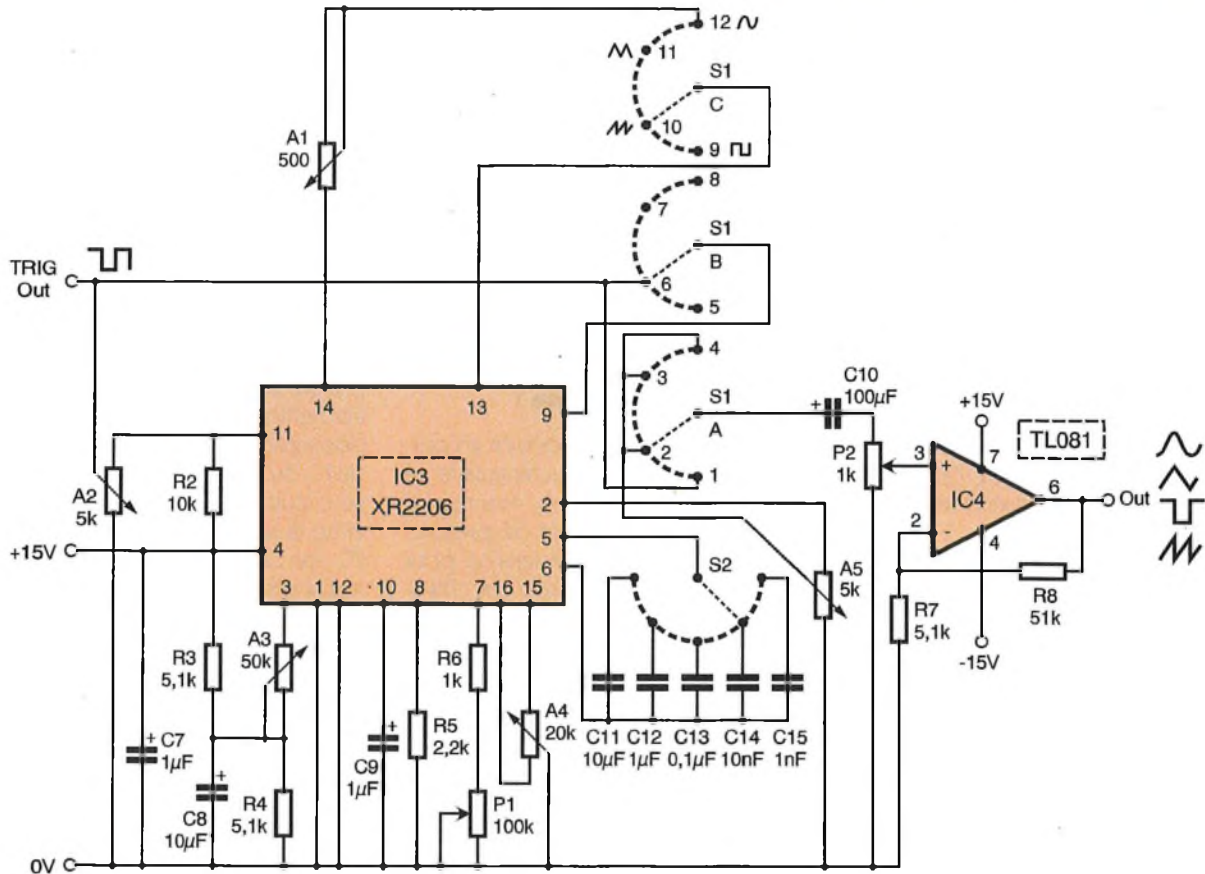 12
11
S1
C
10
9
A1
500
8
7
S1
B
6
5
TRIG
Out
4
3
S1
A
2
1
C10
+
100µF
P2
1k
+15V
TL081
3
+
7
IC4
6
Out
2
-
4
-15V
R7
5,1k
R8
51k
14
13
9
11
IC3
XR2206
2
5
6
4
3
1
12
10
8
7
16
15
A2
5k
R2
10k
+15V
S2
A5
5k
R3
5,1k
A3
50k
R6
1k
A4
20k
C7
+
1µF
C8
+
10µF
R4
5,1k
C9
+
1µF
R5
2,2k
P1
100k
C11
10µF
C12
1µF
C13
0,1µF
C14
10nF
C15
1nF
0V